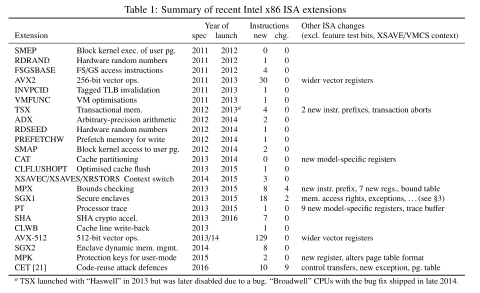 Table 1: Summary of recent Intel x86 ISA extensions
Year of Instructions Other ISA changes
Extension spec launch new chg. (excl. feature test bits, XSAVE/VMCS context)
SMEP Block kernel exec. of user pg. 2011 2012 0 0
RDRAND Hardware random numbers 2011 2012 1 0
FSGSBASE FS/GS access instructions 2011 2012 4 0
AVX2 256-bit vector ops. 2011 2013 30 0 wider vector registers
INVPCID Tagged TLB invalidation 2011 2013 1 0
VMFUNC VM optimisations 2011 2013 1 0
TSX Transactional mem. 2012 2013a 4 0 2 new instr. prefixes, transaction aborts
ADX Arbitrary-precision arithmetic 2012 2014 2 0
RDSEED Hardware random numbers 2012 2014 1 0
PREFETCHW Prefetch memory for write 2012 2014 1 0
SMAP Block kernel access to user pg. 2012 2014 2 0
CAT Cache partitioning 2013 2014 0 0 new model-specific registers
CLFLUSHOPT Optimised cache flush 2013 2015 1 0
XSAVEC/XSAVES/XRSTORS Context switch 2014 2015 3 0
MPX Bounds checking 2013 2015 8 4 new instr. prefix, 7 new regs., bound table
SGX1 Secure enclaves 2013 2015 18 2 mem. access rights, exceptions, ... (see §3)
PT Processor trace 2013 2015 1 0 9 new model-specific registers, trace buffer
SHA SHA crypto accel. 2013 2016 7 0
CLWB Cache line write-back 2013 1 0
AVX-512 512-bit vector ops. 2013/14 129 0 wider vector registers
SGX2 Enclave dynamic mem. mgmt. 2014 8 0
MPK Protection keys for user-mode 2015 2 0 new register, alters page table format
CET [21] Code-reuse attack defences 2016 10 9 control transfers, new exception, pg. table
a TSX launched with “Haswell” in 2013 but was later disabled due to a bug. “Broadwell” CPUs with the bug fix shipped in late 2014.